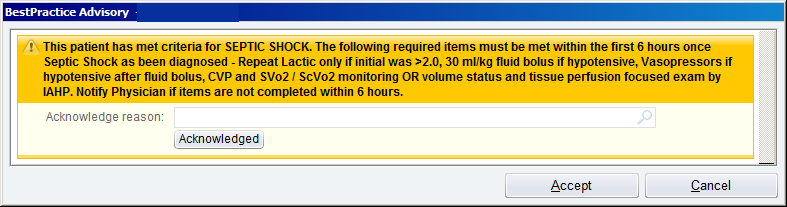 BestPractice Advisory -
This patient has met criteria for SEPTIC SHOCK. The following required items must be met within the first 6 hours once
Septic Shock as been diagnosed - Repeat Lactic only if initial was >2.0, 30 ml/kg fluid bolus if hypotensive, Vasopressors if
hypotensive after fluid bolus, CVP and SVo2 / ScVo2 monitoring OR volume status and tissue perfusion focused exam by
IAHP. Notify Physician if items are not completed within 6 hours.
Acknowledge reason:
Acknowledged
Accept Cancel